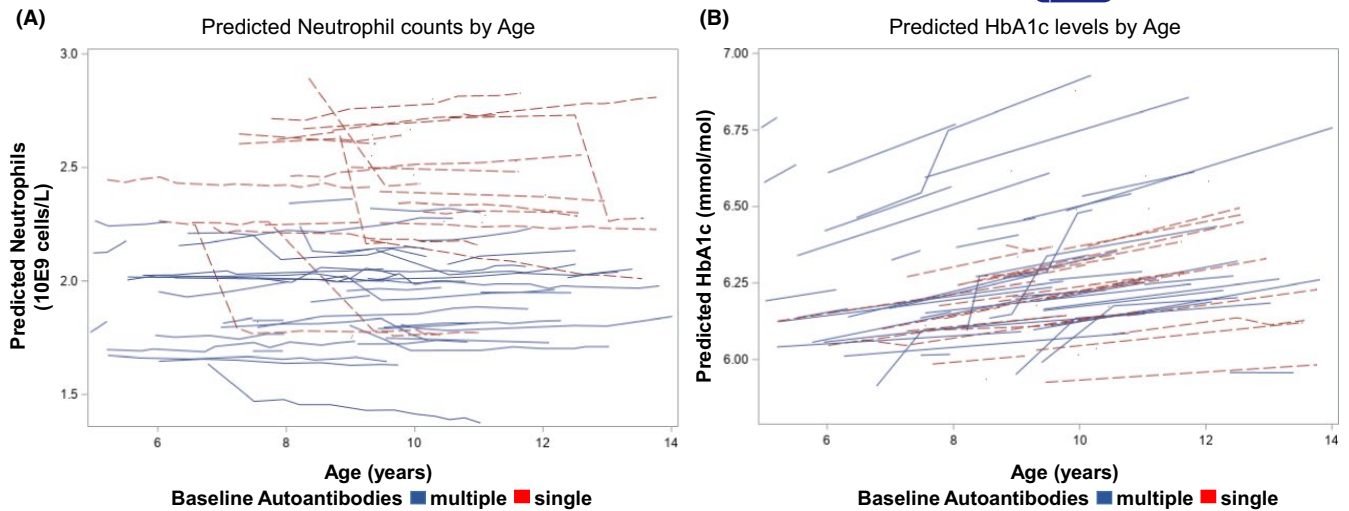 (A)
Predicted Neutrophil counts by Age
3.0
2.5
2.0
1.5
Predicted Neutrophils
(10E9 cells/L)
6 8 10 12 14
Age (years)
Baseline Autoantibodies multiple single
(B)
Predicted HbA1c levels by Age
7.00
6.75
6.50
6.25
6.00
Predicted HbA1c (mmol/mol)
6 8 10 12 14
Age (years)
Baseline Autoantibodies multiple single